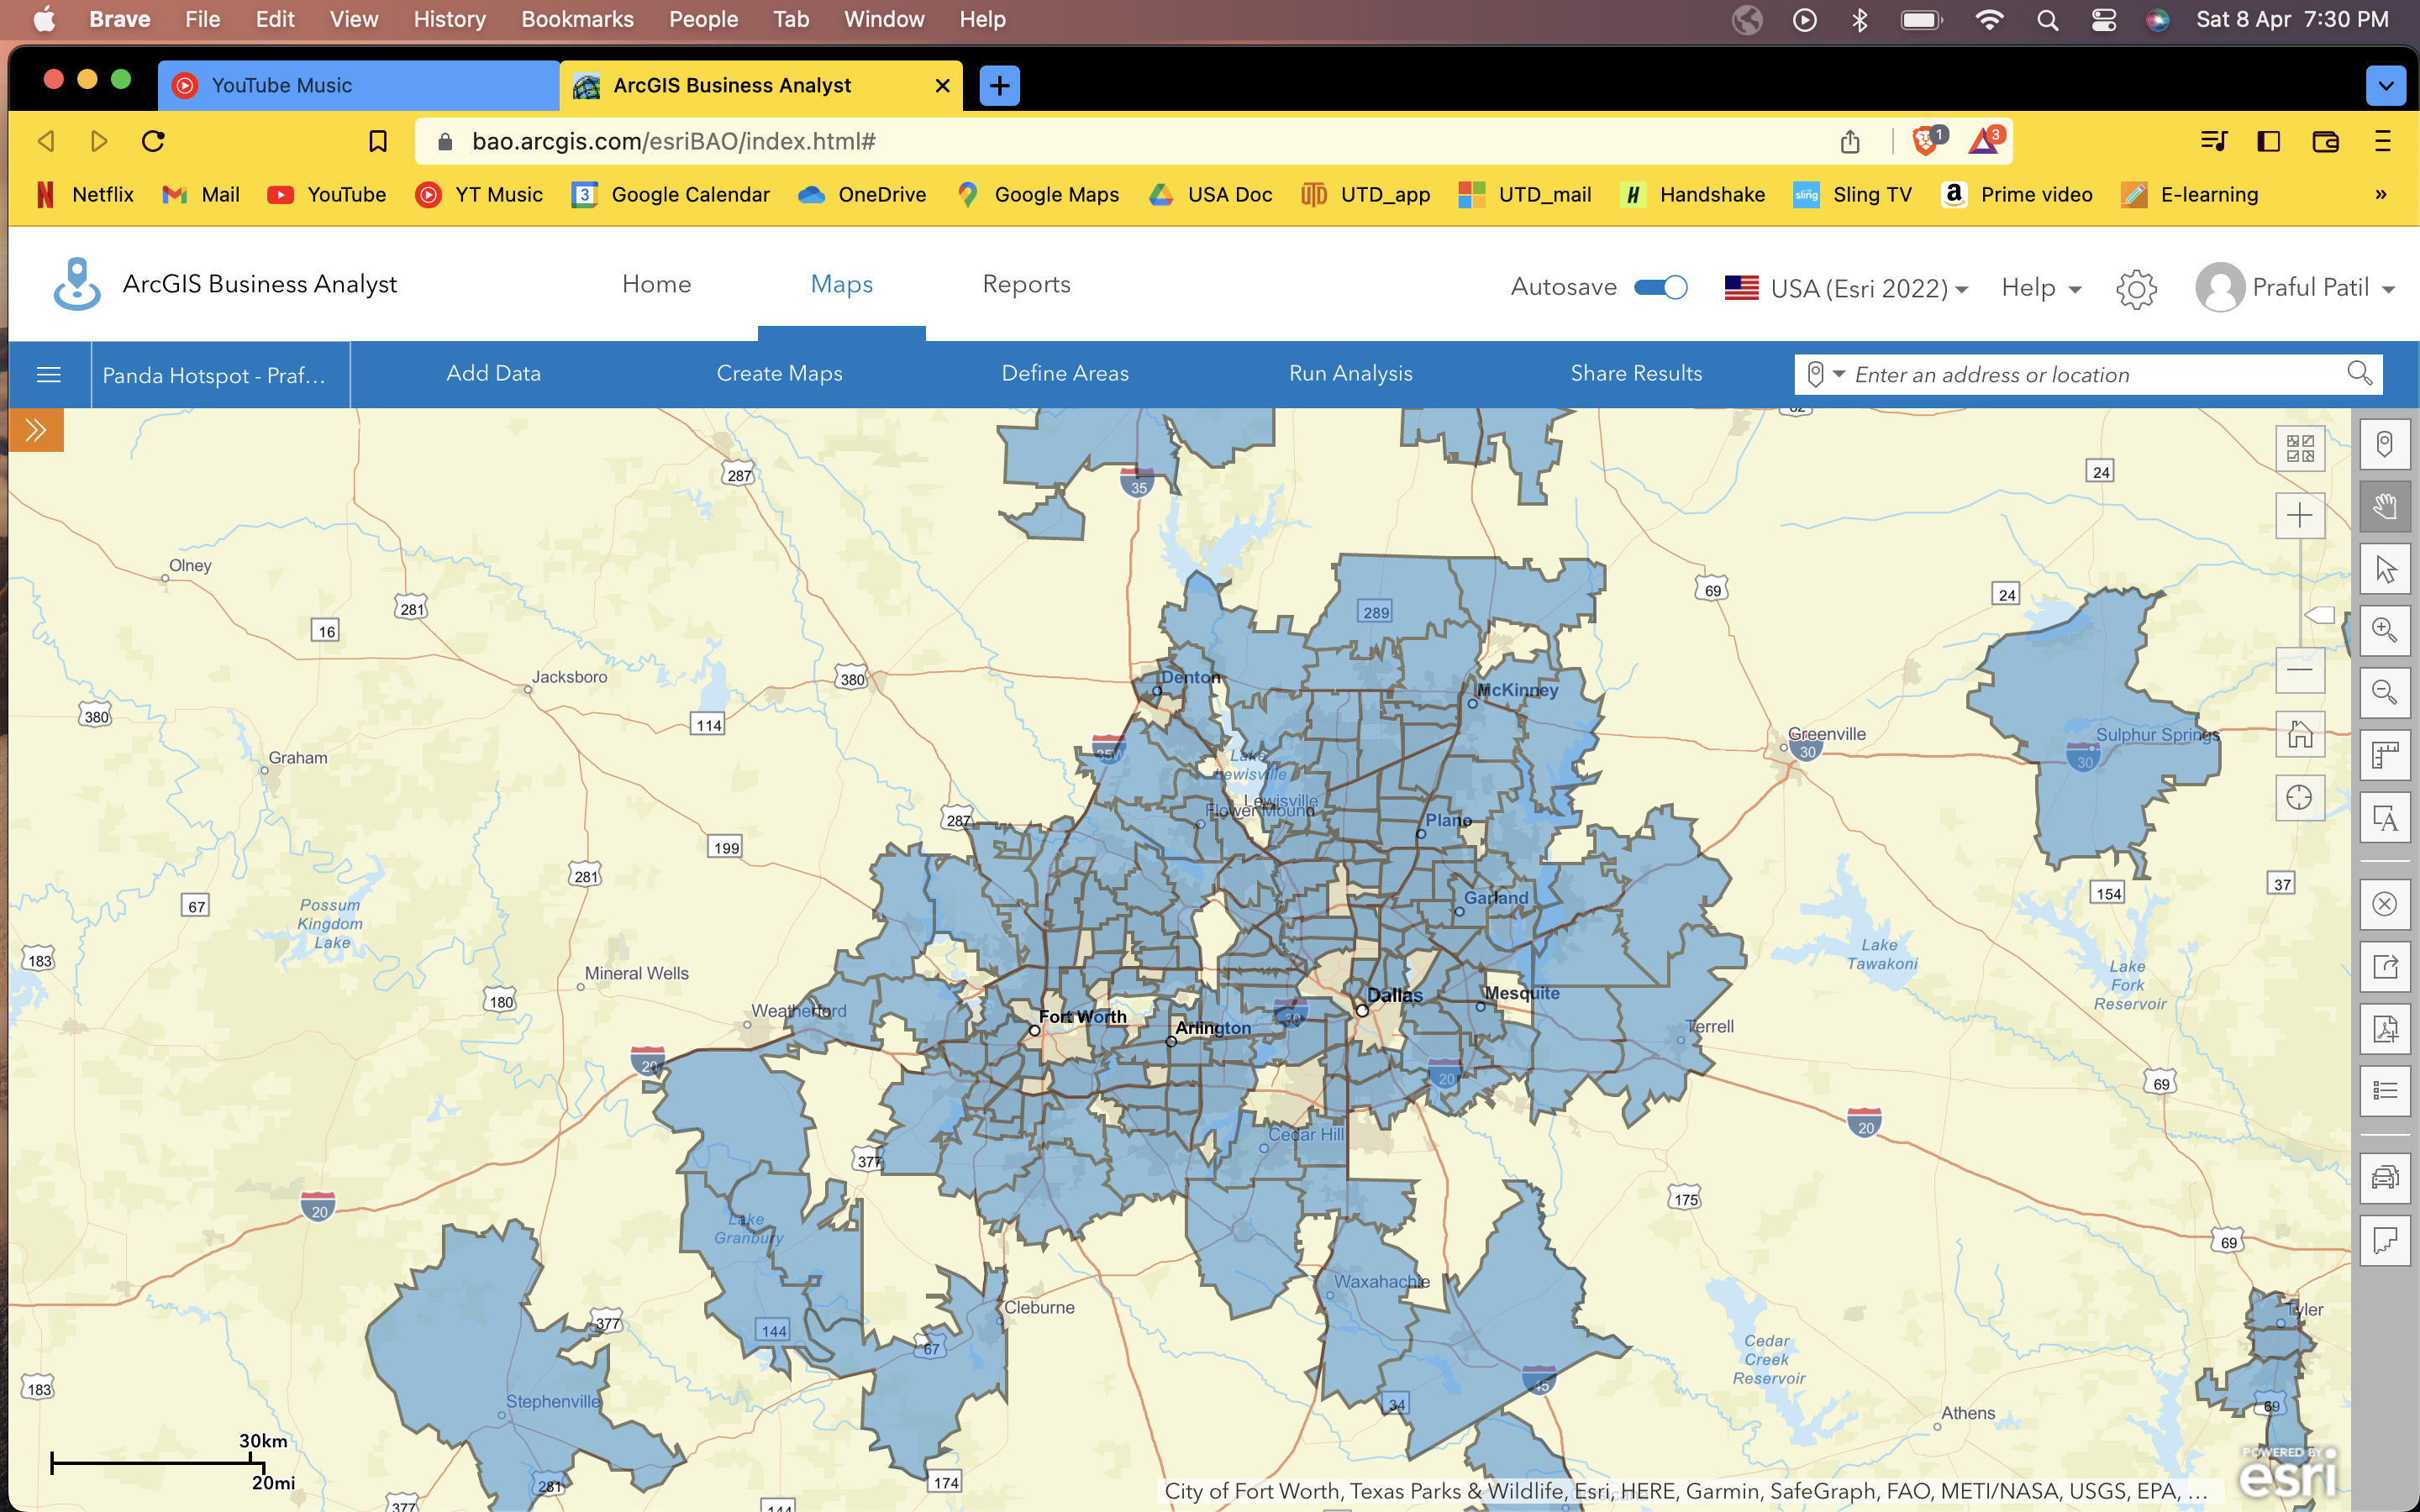 Brave File Edit View History Bookmarks People Tab Window Help Sat 8 Apr 7:30 PM
YouTube Music ArcGIS Business Analyst
bao.arcgis.com/esriBAO/index.html# 1 3
Netflix Mail YouTube YT Music 3 Google Calendar OneDrive Google Maps USA Doc UTD_app UTD_mail Handshake sling Sling TV Prime video E-learning »
ArcGIS Business Analyst Home Maps Reports Autosave USA (Esri 2022) Help Praful Patil
Panda Hotspot - Praf... Add Data Create Maps Define Areas Run Analysis Share Results Enter an address or location
82
287 35 24
Olney
281 69 24
16 289
Jacksboro Denton
380 McKinney
380 114
Greenville Sulphur Springs
35W 30 30
Graham Lake Lewisville
Lewisville
Flower Mound
287 Plano
199
281 37
67 Garland 154
Possum
Kingdom
Lake
183 Lake
Tawakoni
Mineral Wells Lake
Fork
Reservoir
180 Dallas Mesquite
Weatherford Fort Worth 30
Arlington Terrell
20 20 69
20
Cedar Hill
377
20 175
Lake
Granbury 69
Waxahachie
Cleburne Tyler
377 144 67
Cedar
Creek
Reservoir
183 45
Stephenville 34 69
Athens
30km
20mi
281 174
377 144
POWERED BY
esri
City of Fort Worth, Texas Parks & Wildlife, Esri, HERE, Garmin, SafeGraph, FAO, METI/NASA, USGS, EPA, ...